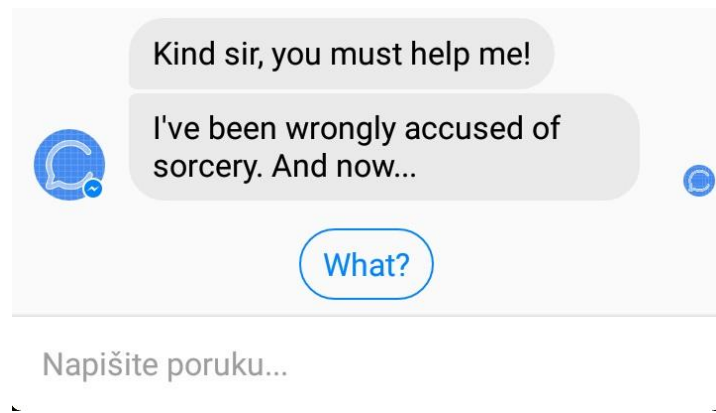 Kind sir, you must help me!
I've been wrongly accused of
sorcery. And now...
What?
Napišite poruku...